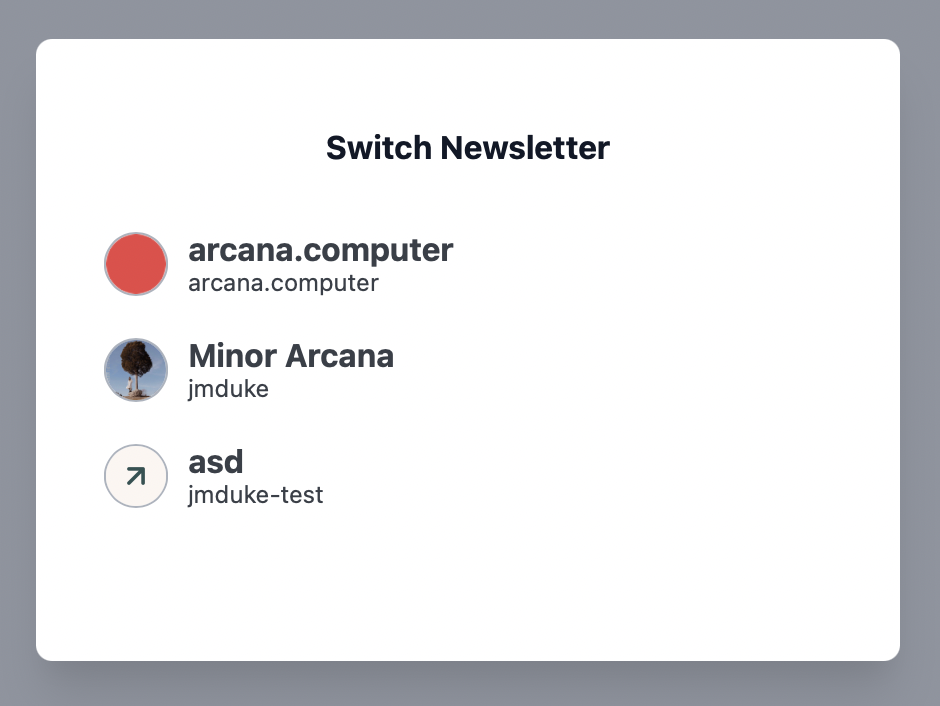 Switch Newsletter
arcana.computer
arcana.computer
Minor Arcana
jmduke
asd
jmduke-test